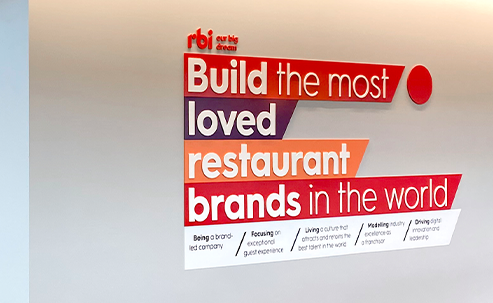 rbi our big
dream
Build the most
loved
restaurant
brands in the world
Being a brand-
led company
Focusing on
exceptional
guest experience
Living a culture that
attracts and retains the
best talent in the world
Modelling industry
excellence as
a franchisor
Driving digital
innovation and
leadership